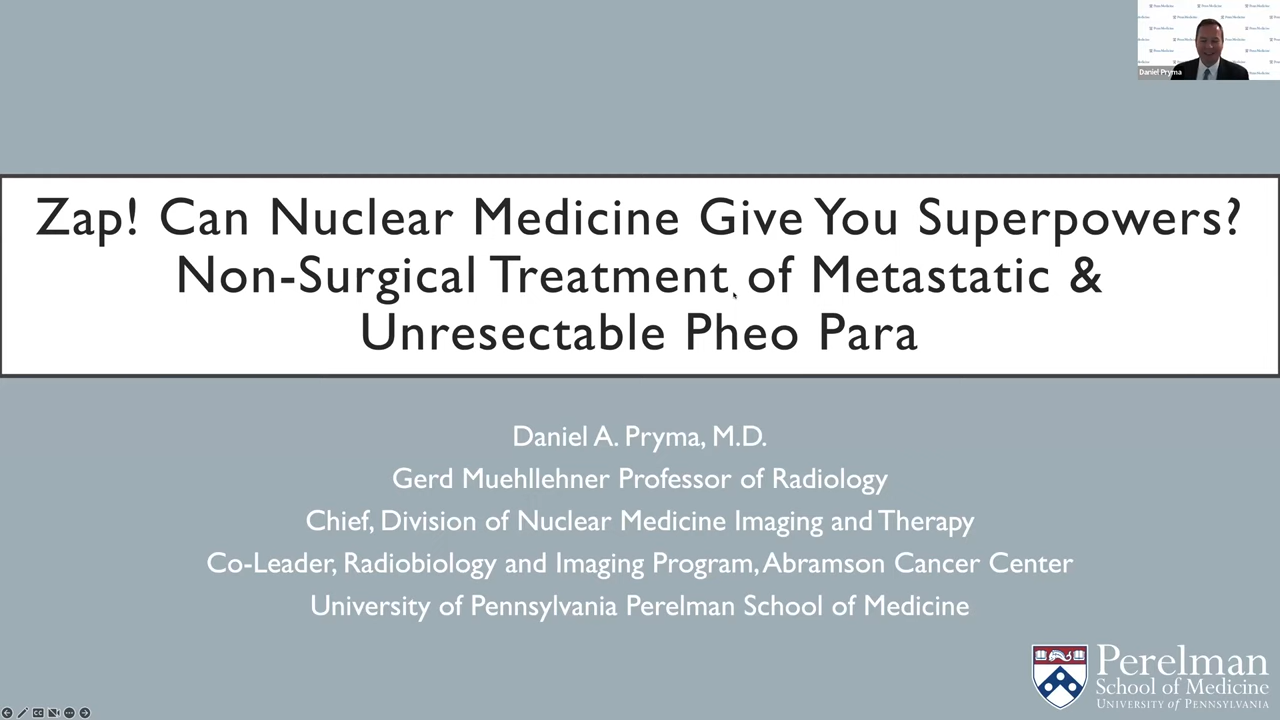 Daniel Pryma
Zap! Can Nuclear Medicine Give You Superpowers?
Non-Surgical Treatment of Metastatic &
Unresectable Pheo Para
Daniel A. Pryma, M.D.
Gerd Muehllehner Professor of Radiology
Chief, Division of Nuclear Medicine Imaging and Therapy
Co-Leader, Radiobiology and Imaging Program, Abramson Cancer Center
University of Pennsylvania Perelman School of Medicine
Perelman
School of Medicine
University of Pennsylvania